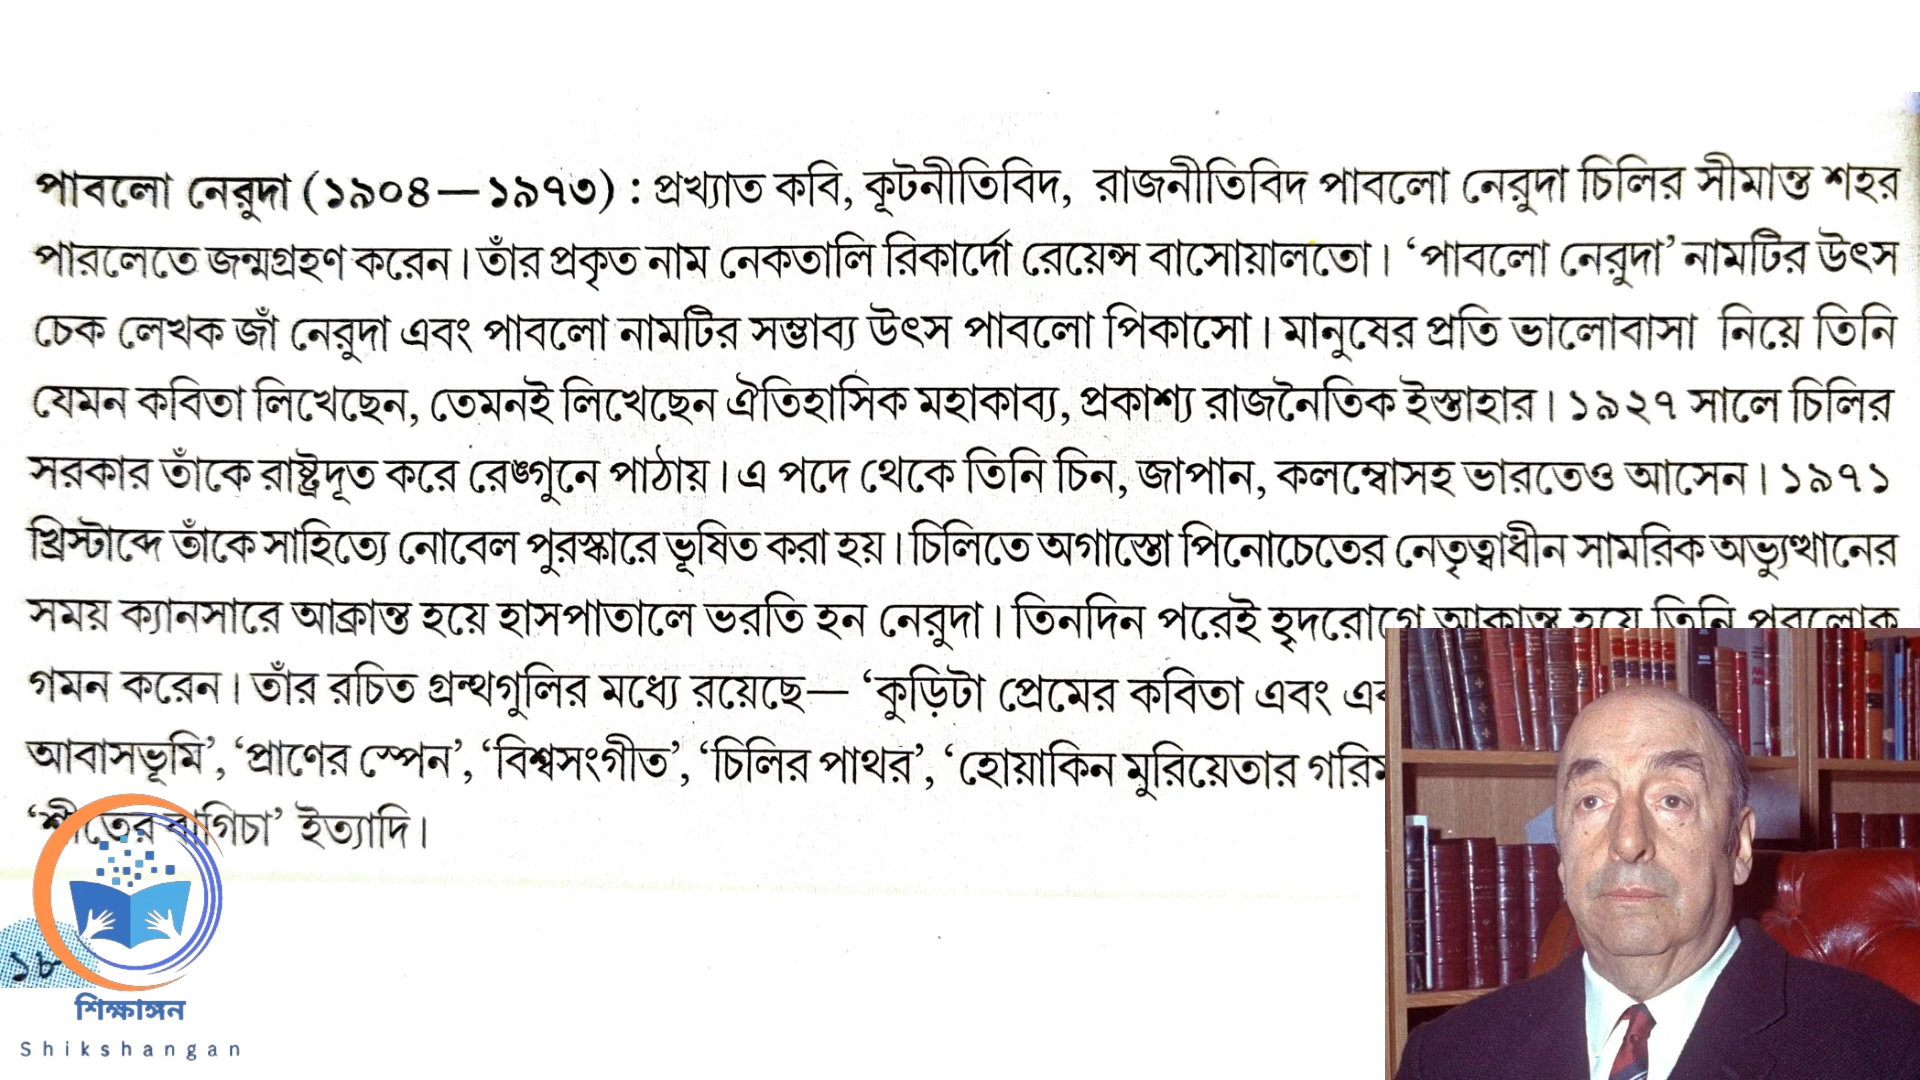 পাবলো নেরুদা (১৯০৪—১৯৭৩) : প্রখ্যাত কবি, কূটনীতিবিদ, রাজনীতিবিদ পাবলো নেরুদা চিলির সীমান্ত শহর
পারলেতে জন্মগ্রহণ করেন। তাঁর প্রকৃত নাম নেকতালি রিকার্দো রেয়েন্স বাসোয়ালতো। ‘পাবলো নেরুদা’ নামটির উৎস
চেক লেখক জাঁ নেরুদা এবং পাবলো নামটির সম্ভাব্য উৎস পাবলো পিকাসো। মানুষের প্রতি ভালোবাসা নিয়ে তিনি
যেমন কবিতা লিখেছেন, তেমনই লিখেছেন ঐতিহাসিক মহাকাব্য, প্রকাশ্য রাজনৈতিক ইস্তাহার। ১৯২৭ সালে চিলির
সরকার তাঁকে রাষ্ট্রদূত করে রেঙ্গুনে পাঠায়। এ পদে থেকে তিনি চিন, জাপান, কলম্বোসহ ভারতেও আসেন। ১৯৭১
খ্রিস্টাব্দে তাঁকে সাহিত্যে নোবেল পুরস্কারে ভূষিত করা হয়। চিলিতে অগাস্তো পিনোচেতের নেতৃত্বাধীন সামরিক অভ্যুত্থানের
সময় ক্যানসারে আক্রান্ত হয়ে হাসপাতালে ভরতি হন নেরুদা। তিনদিন পরেই হৃদরোগে আক্রান্ত হয়ে তিনি পরলোক
গমন করেন। তাঁর রচিত গ্রন্থগুলির মধ্যে রয়েছে— ‘কুড়িটা প্রেমের কবিতা এবং
আবাসভূমি’, ‘প্রাণের স্পেন’, ‘বিশ্বসংগীত’, ‘চিলির পাথর’, ‘হোয়াকিন মুরিয়েতার
‘শীতের বাগিচা’ ইত্যাদি।
১৮
শিক্ষাঙ্গন
Shikshangan